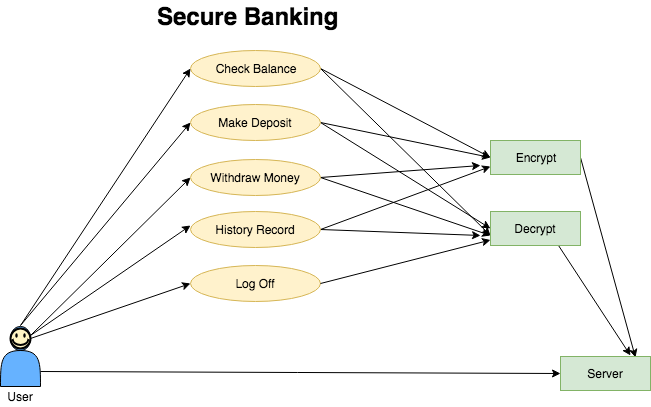 Secure Banking
Check Balance
Make Deposit
Withdraw Money
History Record
Log Off
Encrypt
Decrypt
Server
User